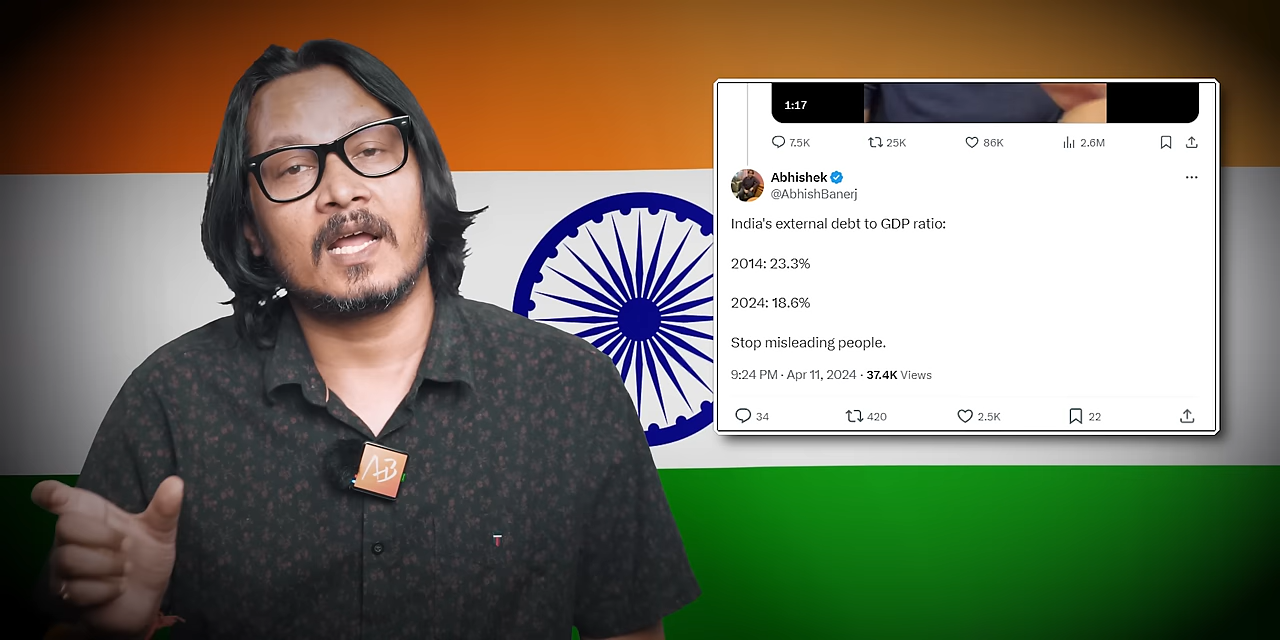 1:17
7.5K 25K 86K 2.6M
Abhishek
@AbhishBanerj
India's external debt to GDP ratio:
2014: 23.3%
2024: 18.6%
Stop misleading people.
9:24 PM · Apr 11, 2024 · 37.4K Views
34 420 2.5K 22
AB